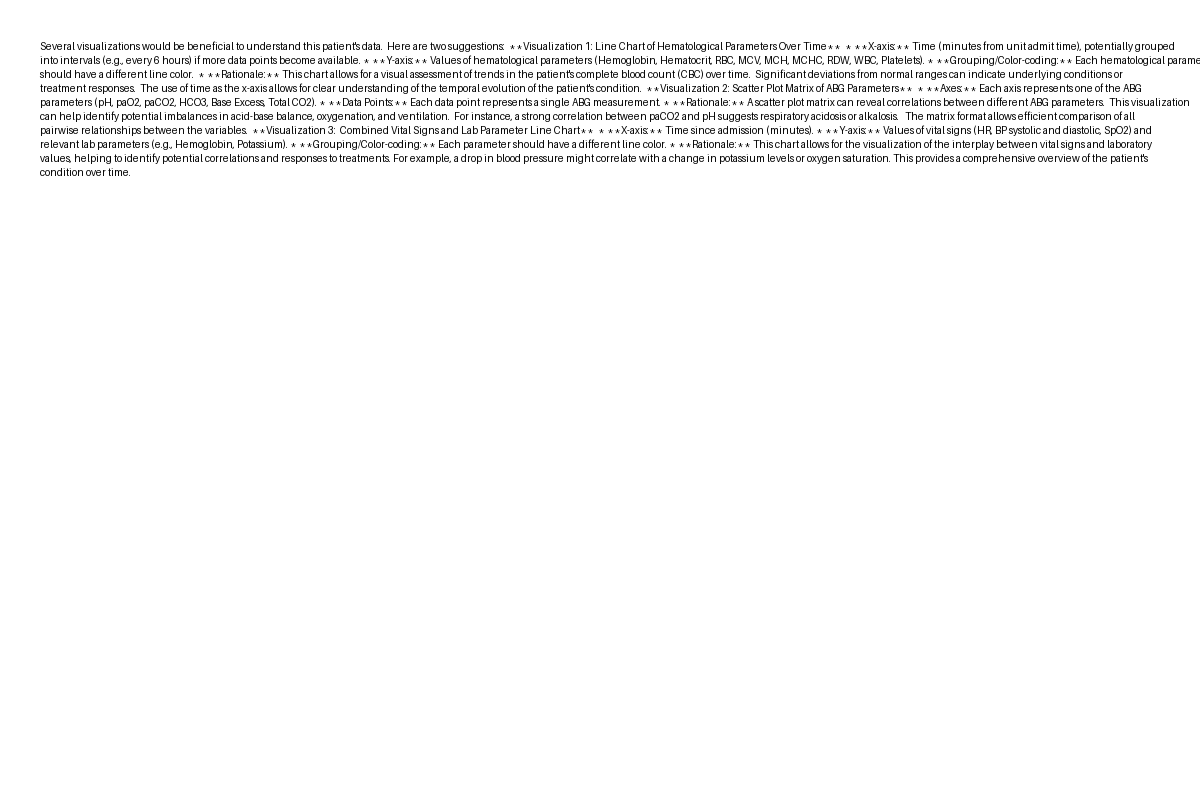 Several visualizations would be beneficial to understand this patient's data.  Here are two suggestions:  **Visualization 1: Line Chart of Hematological Parameters Over Time**  * **X-axis:** Time (minutes from unit admit time), potentially grouped
into intervals (e.g., every 6 hours) if more data points become available. * **Y-axis:** Values of hematological parameters (Hemoglobin, Hematocrit, RBC, MCV, MCH, MCHC, RDW, WBC, Platelets). * **Grouping/Color-coding:** Each hematological parame
should have a different line color.  * **Rationale:** This chart allows for a visual assessment of trends in the patient's complete blood count (CBC) over time.  Significant deviations from normal ranges can indicate underlying conditions or
treatment responses.  The use of time as the x-axis allows for clear understanding of the temporal evolution of the patient's condition.  **Visualization 2: Scatter Plot Matrix of ABG Parameters**  * **Axes:** Each axis represents one of the ABG
parameters (pH, paO2, paCO2, HCO3, Base Excess, Total CO2). * **Data Points:** Each data point represents a single ABG measurement. * **Rationale:** A scatter plot matrix can reveal correlations between different ABG parameters.  This visualization
can help identify potential imbalances in acid-base balance, oxygenation, and ventilation.  For instance, a strong correlation between paCO2 and pH suggests respiratory acidosis or alkalosis.   The matrix format allows efficient comparison of all
pairwise relationships between the variables.  **Visualization 3:  Combined Vital Signs and Lab Parameter Line Chart**  * **X-axis:** Time since admission (minutes). * **Y-axis:** Values of vital signs (HR, BP systolic and diastolic, SpO2) and
relevant lab parameters (e.g., Hemoglobin, Potassium). * **Grouping/Color-coding:** Each parameter should have a different line color. * **Rationale:** This chart allows for the visualization of the interplay between vital signs and laboratory
values, helping to identify potential correlations and responses to treatments. For example, a drop in blood pressure might correlate with a change in potassium levels or oxygen saturation. This provides a comprehensive overview of the patient's
condition over time.